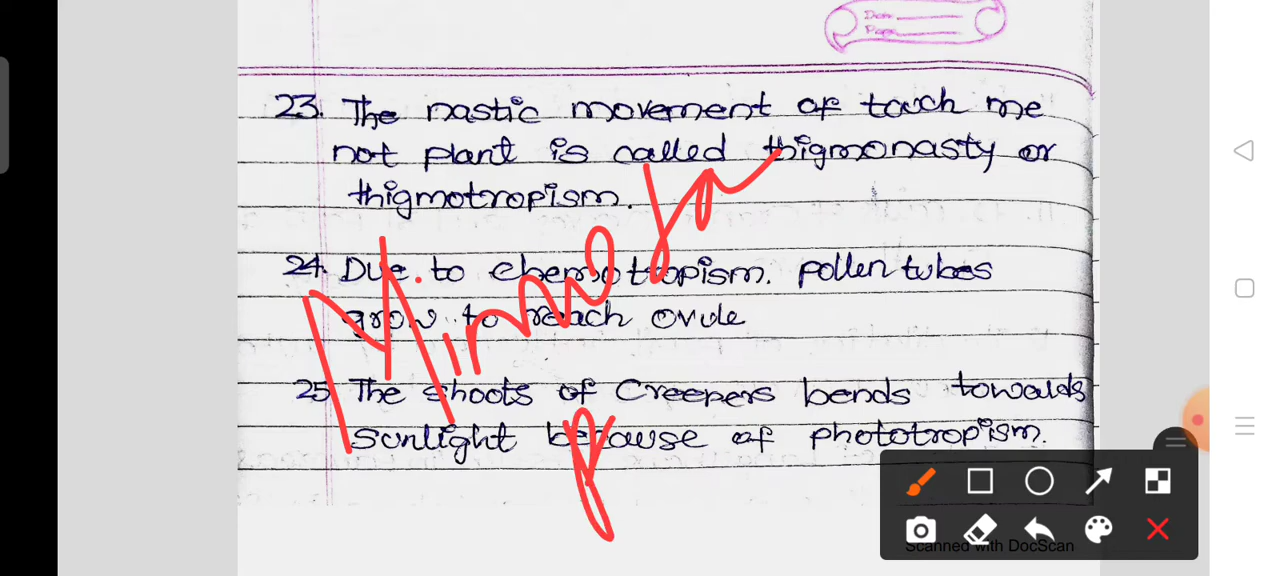 Date
Page
23. The nastic movement of touch me
not plant is called thigmonasty or
thigmotropism.
24. Due to chemotropism. pollen tubes
grow to reach ovule
25 The shoots of Creepers bends towards
sunlight because of phototropism.
Scanned with DocScan